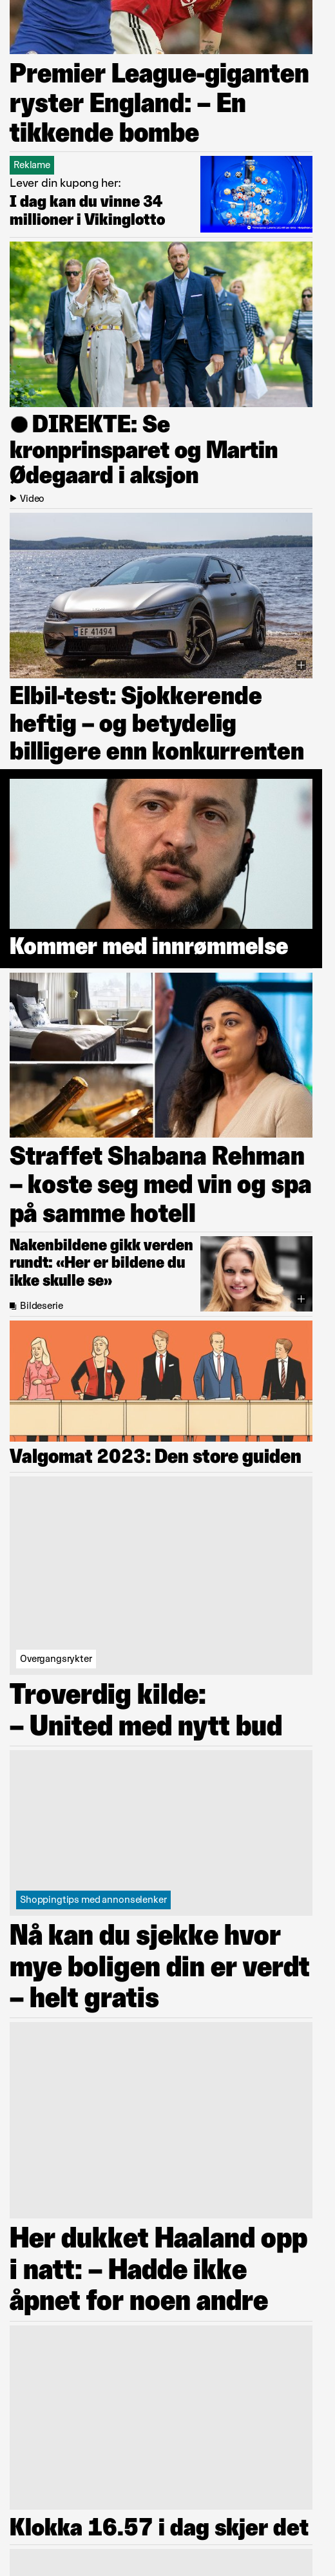 Premier League-giganten
ryster England: – En
tikkende bombe
Reklame
Lever din kupong her:
I dag kan du vinne 34
millioner i Vikinglotto
DIREKTE: Se
kronprinsparet og Martin
Ødegaard i aksjon
Video
EF 41494
Elbil-test: Sjokkerende
heftig – og betydelig
billigere enn konkurrenten
Kommer med innrømmelse
Straffet Shabana Rehman
– koste seg med vin og spa
på samme hotell
Nakenbildene gikk verden
rundt: «Her er bildene du
ikke skulle se»
Bildeserie
Valgomat 2023: Den store guiden
Overgangsrykter
Troverdig kilde:
– United med nytt bud
Shoppingtips med annonselenker
Nå kan du sjekke hvor
mye boligen din er verdt
– helt gratis
Her dukket Haaland opp
i natt: – Hadde ikke
åpnet for noen andre
Klokka 16.57 i dag skjer det